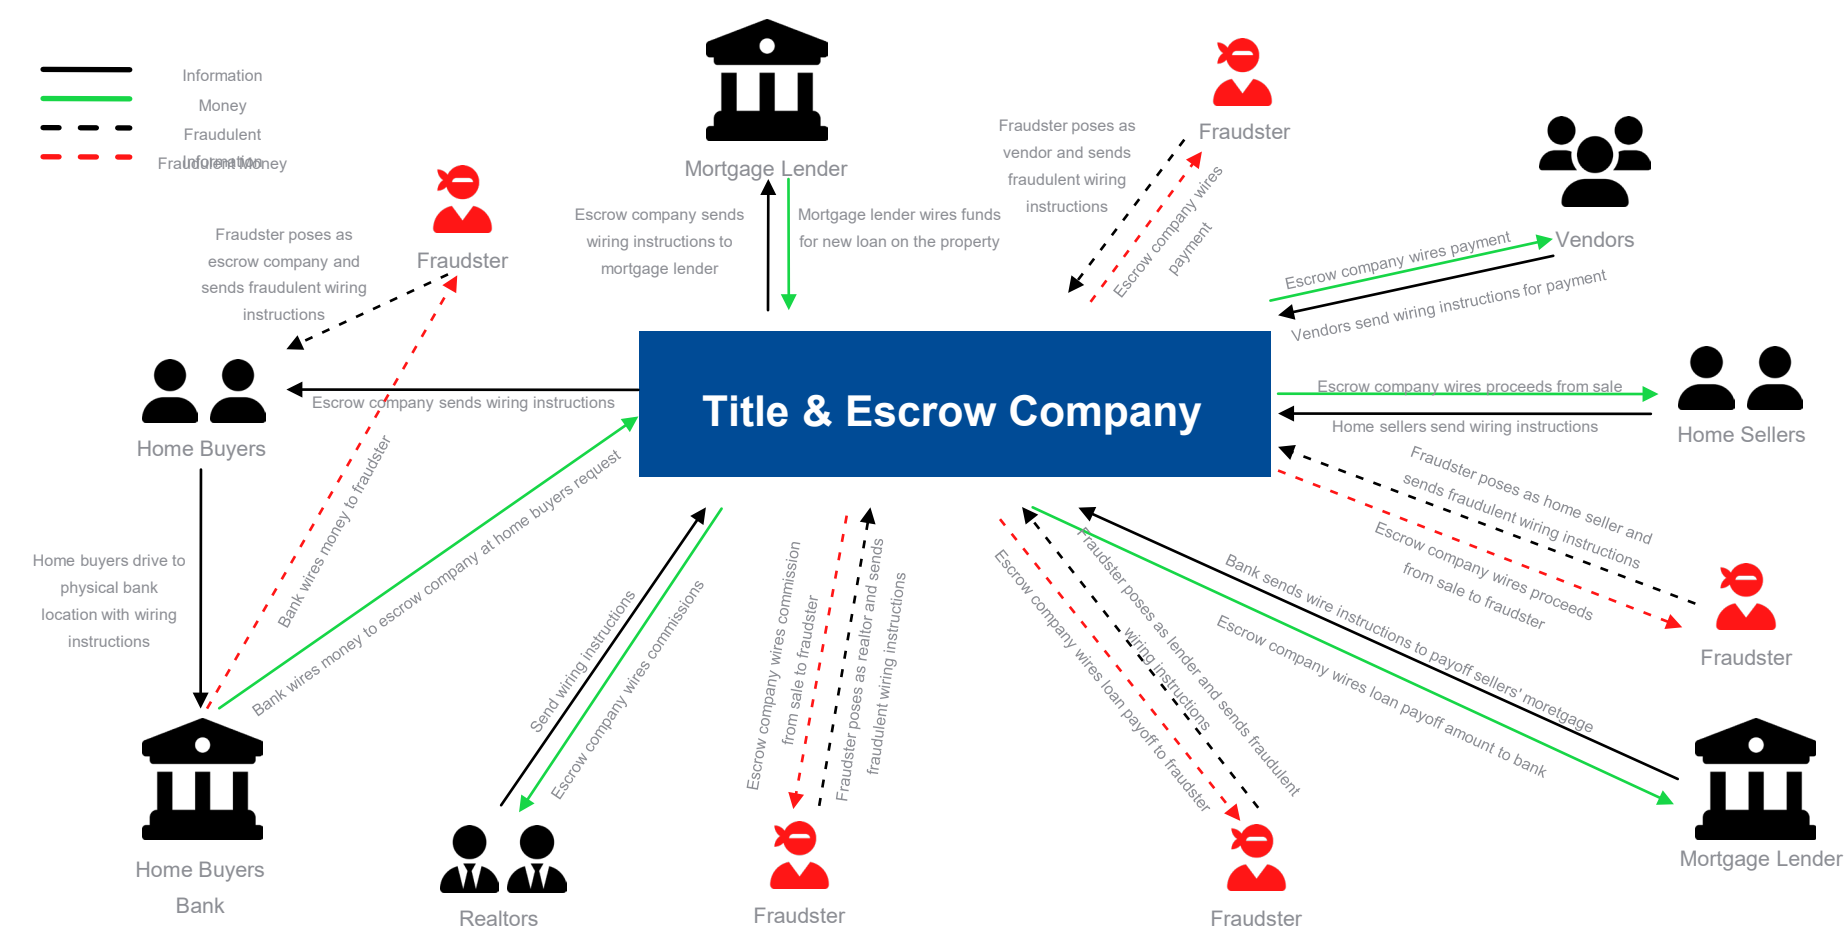 Information
Money
Fraudulent
Information
Fraudulent Money
Mortgage Lender
Fraudster
Fraudster poses as
vendor and sends
fraudulent wiring
instructions
Escrow company wires
payment
Vendors
Escrow company wires payment
Vendors send wiring instructions for payment
Fraudster
Fraudster poses as
escrow company and
sends fraudulent wiring
instructions
Escrow company sends
wiring instructions to
mortgage lender
Mortgage lender wires funds
for new loan on the property
Home Buyers
Escrow company sends wiring instructions
Title & Escrow Company
Escrow company wires proceeds from sale
Home sellers send wiring instructions
Home Sellers
Fraudster poses as home seller and
sends fraudulent wiring instructions
Escrow company wires proceeds
from sale to fraudster
Fraudster
Home buyers drive to
physical bank
location with wiring
instructions
Bank wires money to fraudster
Bank wires money to escrow company at home buyers request
Send wiring instructions
Escrow company wires commissions
Escrow company wires commission
from sale to fraudster
Fraudster poses as realtor and sends
fraudulent wiring instructions
Escrow company wires loan payoff to fraudster
Fraudster poses as lender and sends fraudulent
wiring instructions
Bank sends wire instructions to payoff sellers' moretgage
Escrow company wires loan payoff amount to bank
Home Buyers
Bank
Realtors
Fraudster
Fraudster
Mortgage Lender